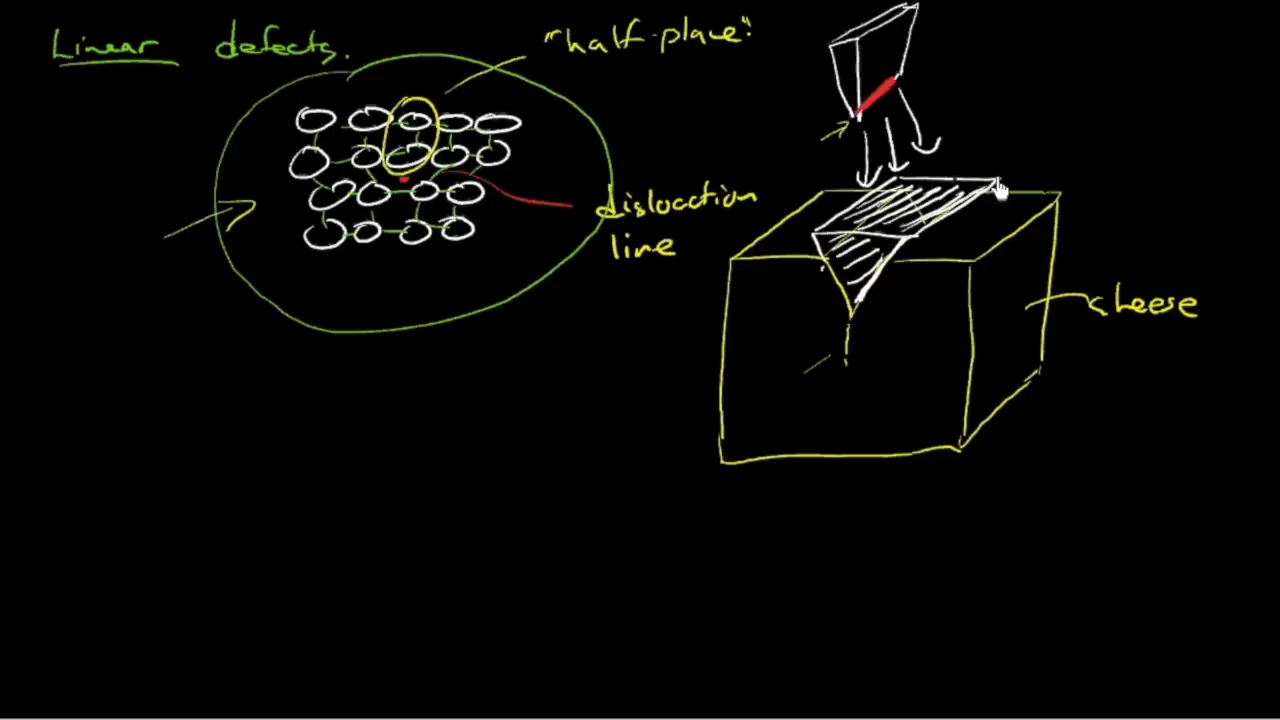 Linear defects.
"half-plane"
dislocation
line
cheese